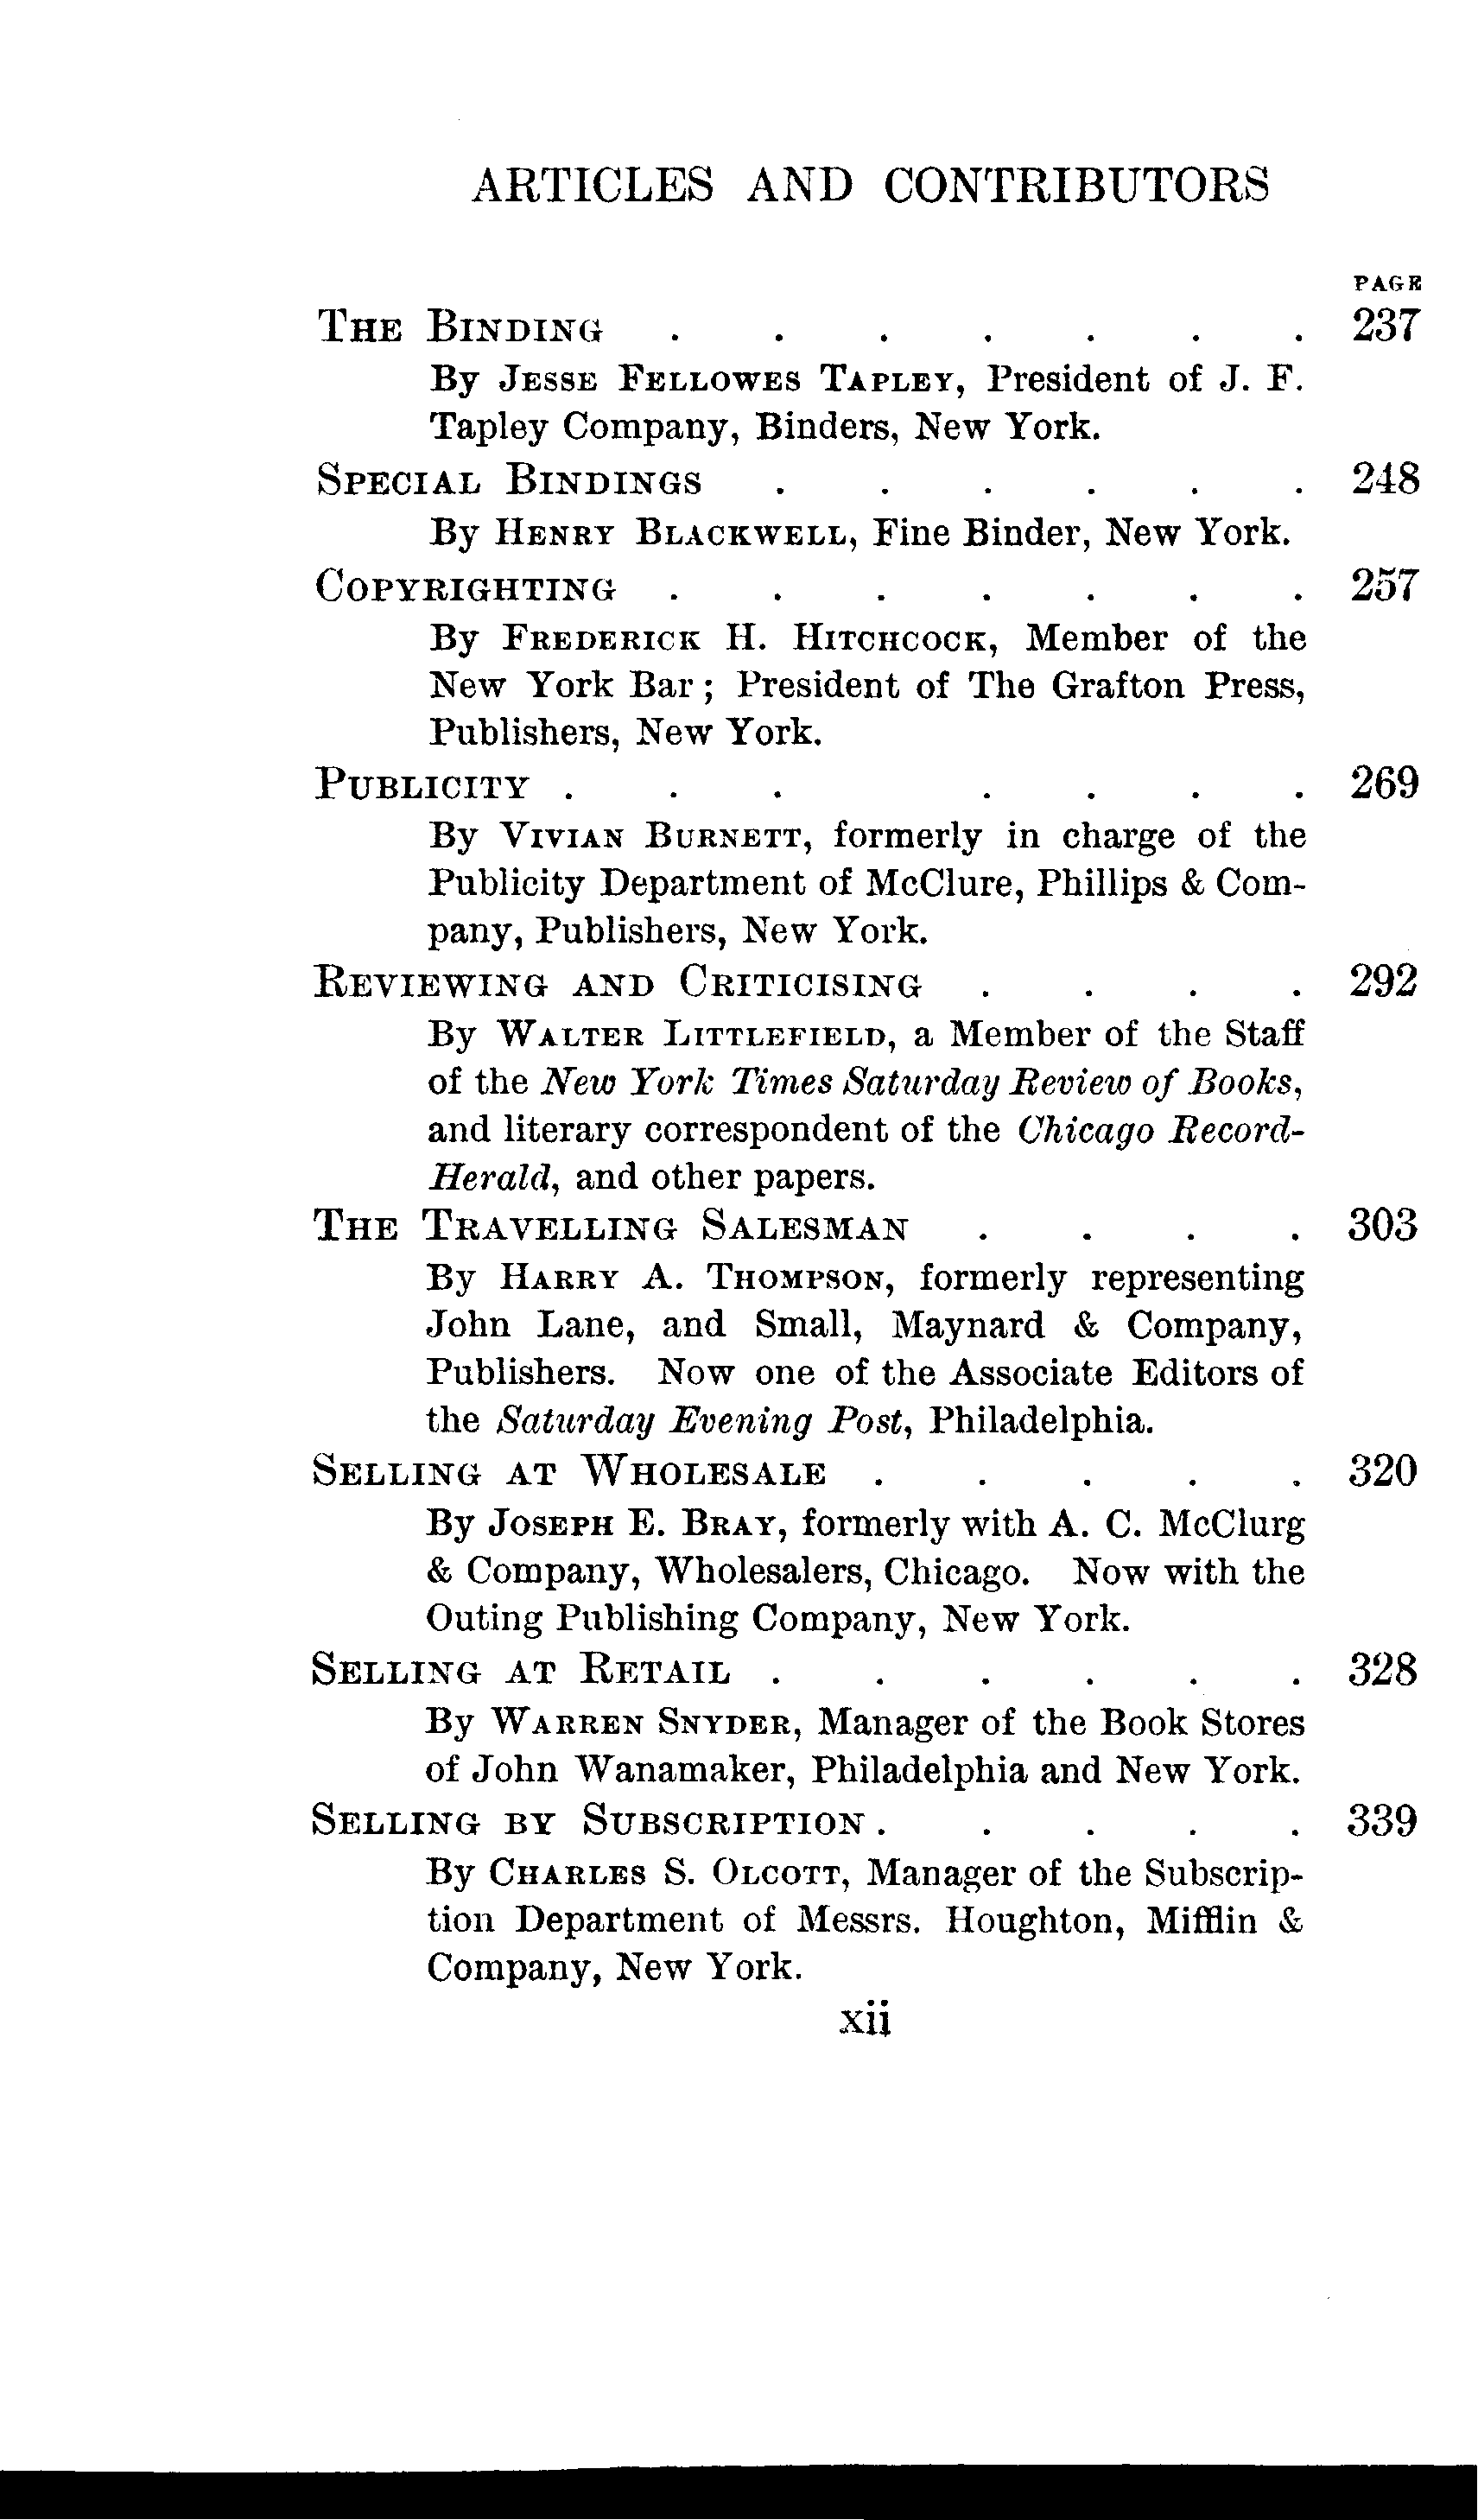 ARTICLES AND CONTRIBUTORS
PAGE
THE BINDING . . . . . . . 237
By JESSE FELLOWES TAPLEY, President of J. F.
Tapley Company, Binders, New York.
SPECIAL BINDINGS . . . . . . 248
By HENRY BLACKWELL, Fine Binder, New York.
COPYRIGHTING . . . . . . . 257
By FREDERICK H. HITCHCOCK, Member of the
New York Bar; President of The Grafton Press,
Publishers, New York.
PUBLICITY . . . . . . . 269
By VIVIAN BURNETT, formerly in charge of the
Publicity Department of McClure, Phillips & Com-
pany, Publishers, New York.
REVIEWING AND CRITICISING . . . . 292
By WALTER LITTLEFIELD, a Member of the Staff
of the New York Times Saturday Review of Books,
and literary correspondent of the Chicago Record-
Herald, and other papers.
THE TRAVELLING SALESMAN . . . . 303
By HARRY A. THOMPSON, formerly representing
John Lane, and Small, Maynard & Company,
Publishers. Now one of the Associate Editors of
the Saturday Evening Post, Philadelphia.
SELLING AT WHOLESALE . . . . . 320
By JOSEPH E. BRAY, formerly with A. C. McClurg
& Company, Wholesalers, Chicago. Now with the
Outing Publishing Company, New York.
SELLING AT RETAIL . . . . . . 328
By WARREN SNYDER, Manager of the Book Stores
of John Wanamaker, Philadelphia and New York.
SELLING BY SUBSCRIPTION . . . . . 339
By CHARLES S. OLCOTT, Manager of the Subscrip-
tion Department of Messrs. Houghton, Mifflin &
Company, New York.
xii